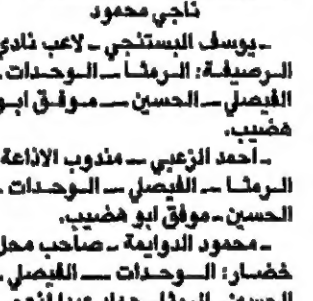 ناجي محمود
ـ يوسف البستنجي ـ لاعب نادي
الرصيفة: الرمثا ـ الوحدات ـ
الفيصلي ـ الحسين ـ موفق ابو
هضيب.
ـ احمد الزعبي ـ مندوب الاذاعة
الرمثا ـ الفيصلي ـ الوحدات ـ
الحسين ـ موفق ابو هضيب.
ـ محمود الدوايمة ـ صاحب محل
خضار: الوحدات ـ الفيصلي ـ